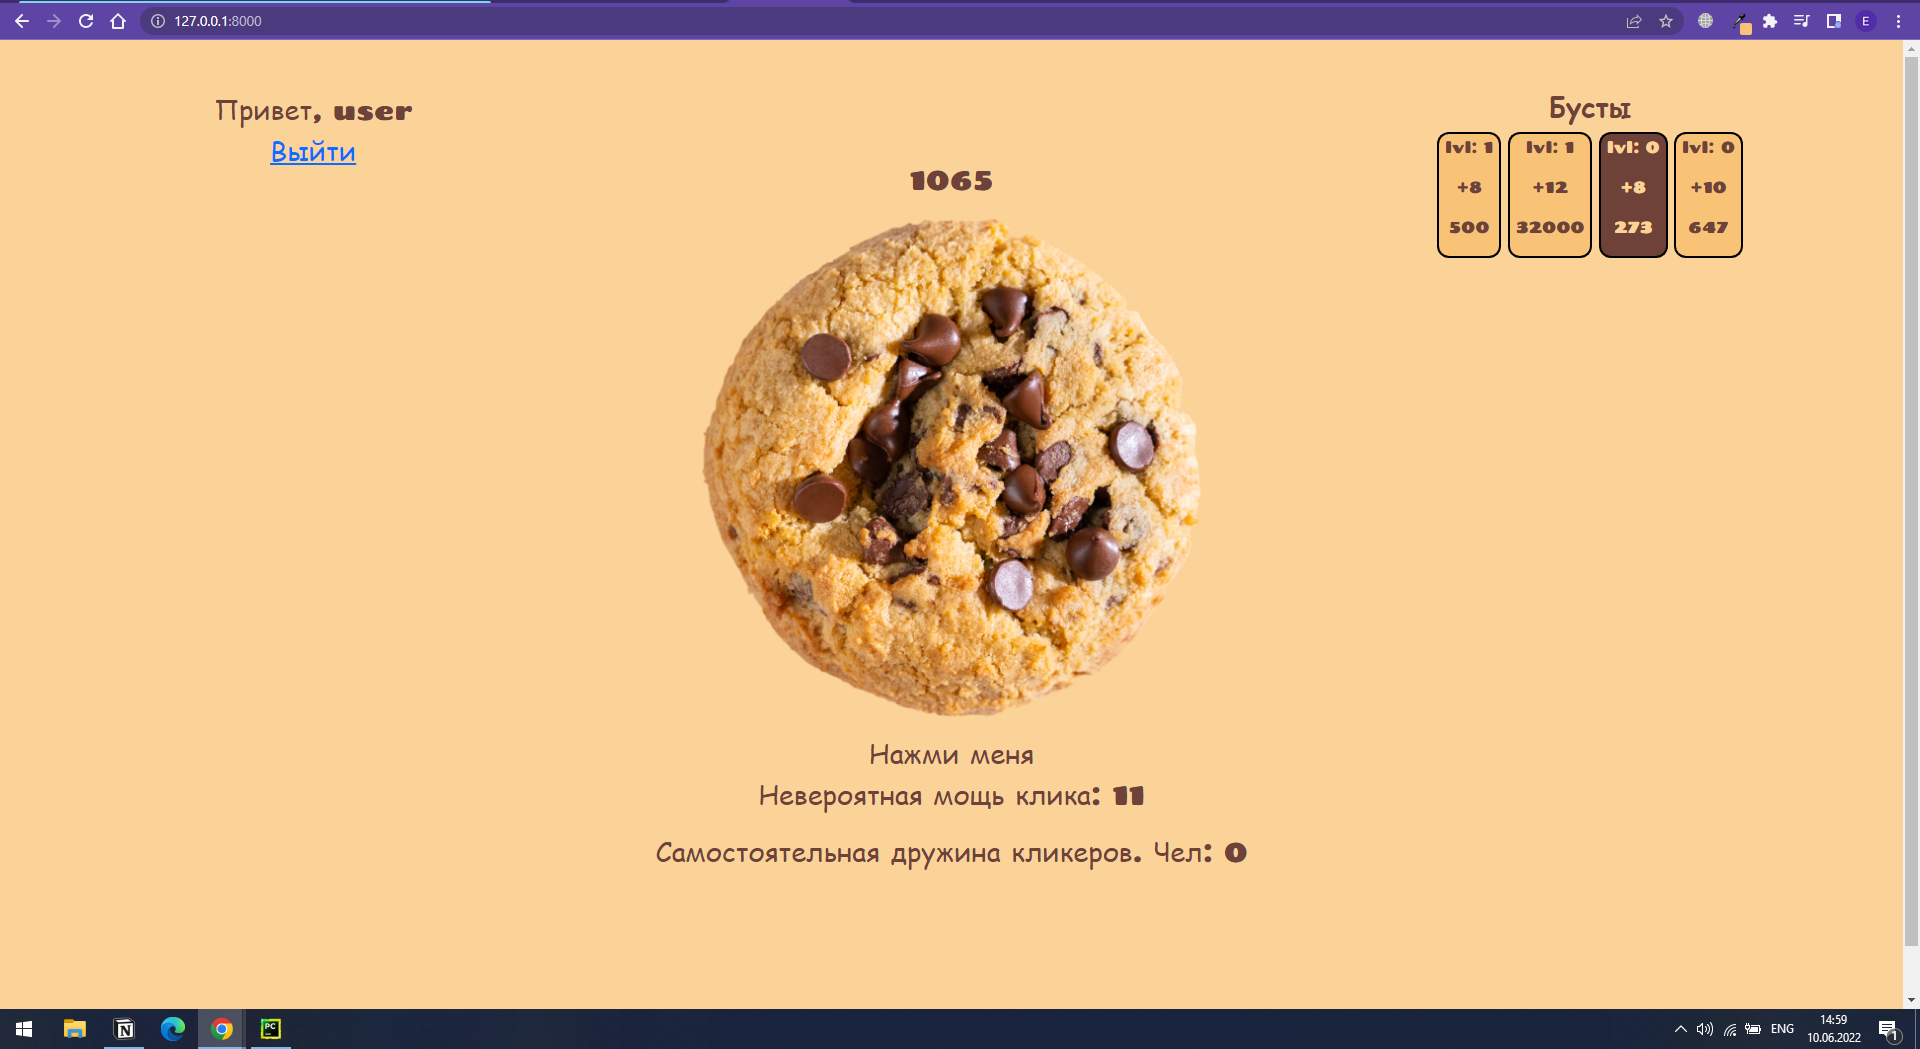 127.0.0.1:8000
E
Привет, user
Выйти
Бусты
lvl: 1
+8
500
lvl: 1
+12
32000
lvl: 0
+8
273
lvl: 0
+10
647
1065
Нажми меня
Невероятная мощь клика: 11
Самостоятельная дружина кликеров. Чел: 0
N
PC
ENG
14:59
10.06.2022
1